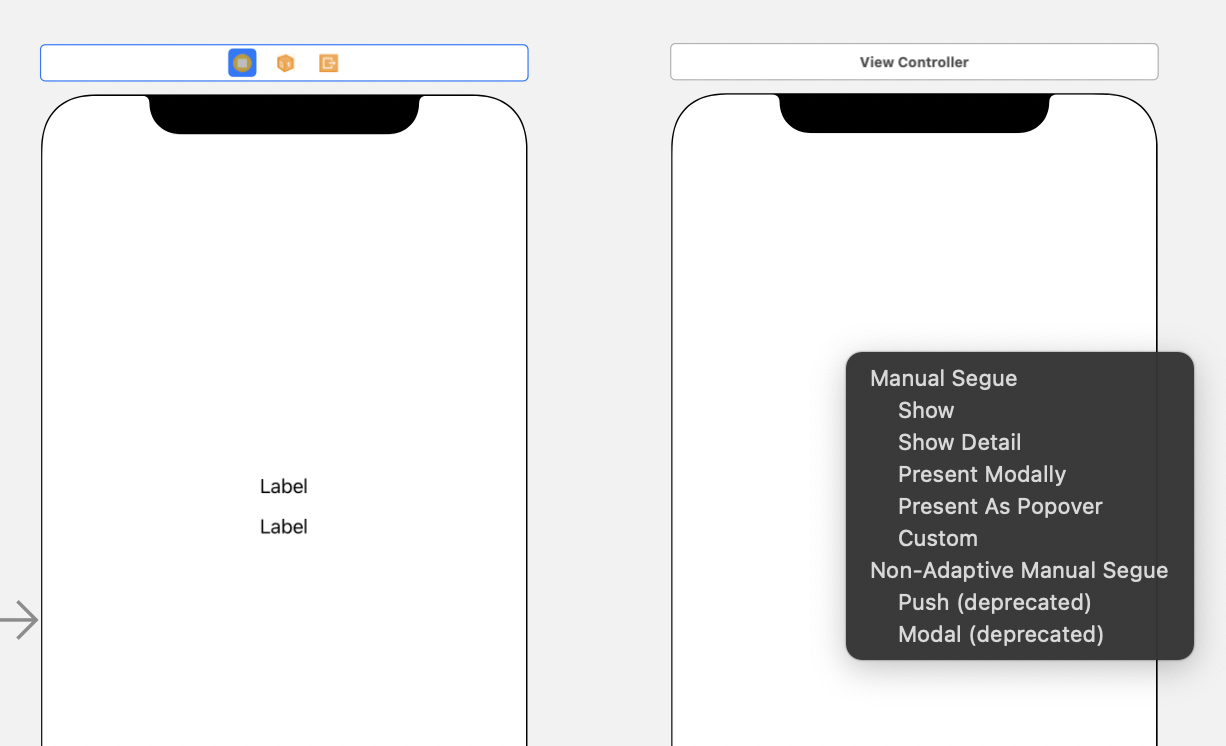 View Controller
Label
Label
Manual Segue
Show
Show Detail
Present Modally
Present As Popover
Custom
Non-Adaptive Manual Segue
Push (deprecated)
Modal (deprecated)